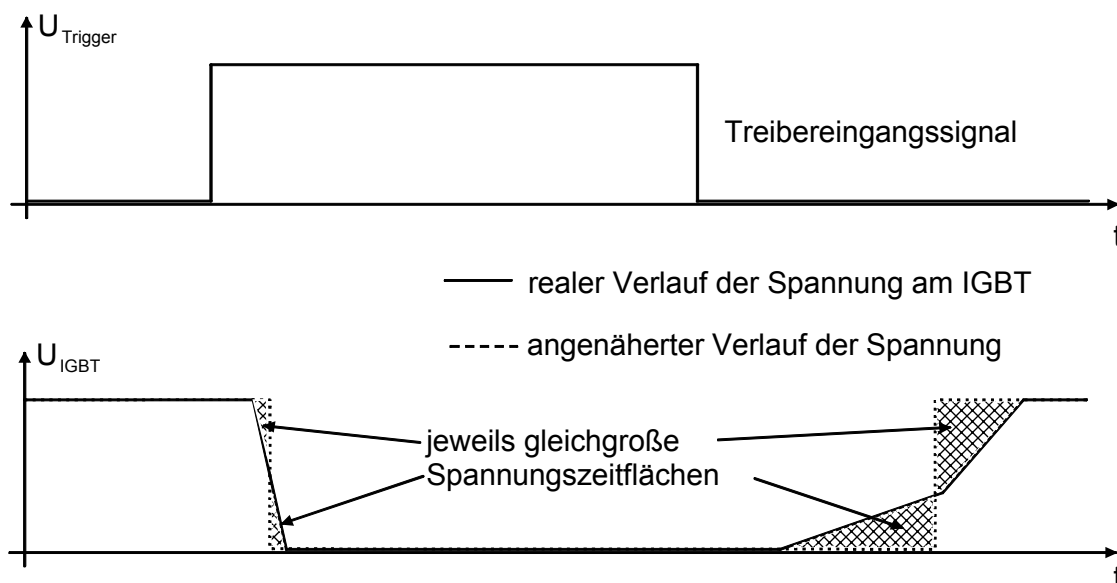 U Trigger
Treibereingangssignal
t
realer Verlauf der Spannung am IGBT
angenäherter Verlauf der Spannung
U IGBT
jeweils gleichgroße
Spannungszeitflächen
t